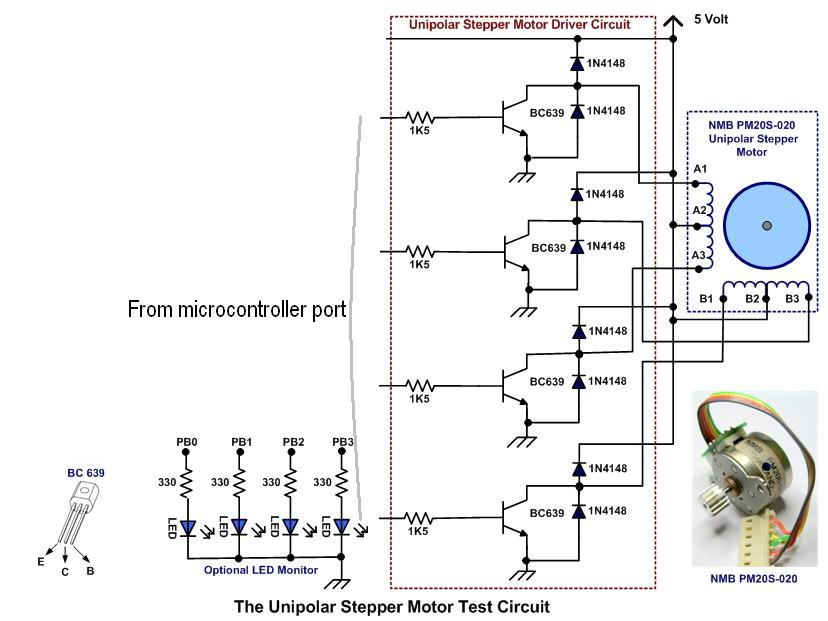 Unipolar Stepper Motor Driver Circuit
5 Volt
1N4148
BC639
1N4148
1K5
NMB PM20S-020
Unipolar Stepper
Motor
A1
A2
A3
B1
B2
B3
1N4148
BC639
1N4148
1K5
From microcontroller port
1N4148
BC639
1N4148
1K5
PB0
PB1
PB2
PB3
330
330
330
330
LED
LED
LED
LED
Optional LED Monitor
1N4148
BC639
1N4148
1K5
BC 639
E
C
B
NMB PM20S-020
The Unipolar Stepper Motor Test Circuit